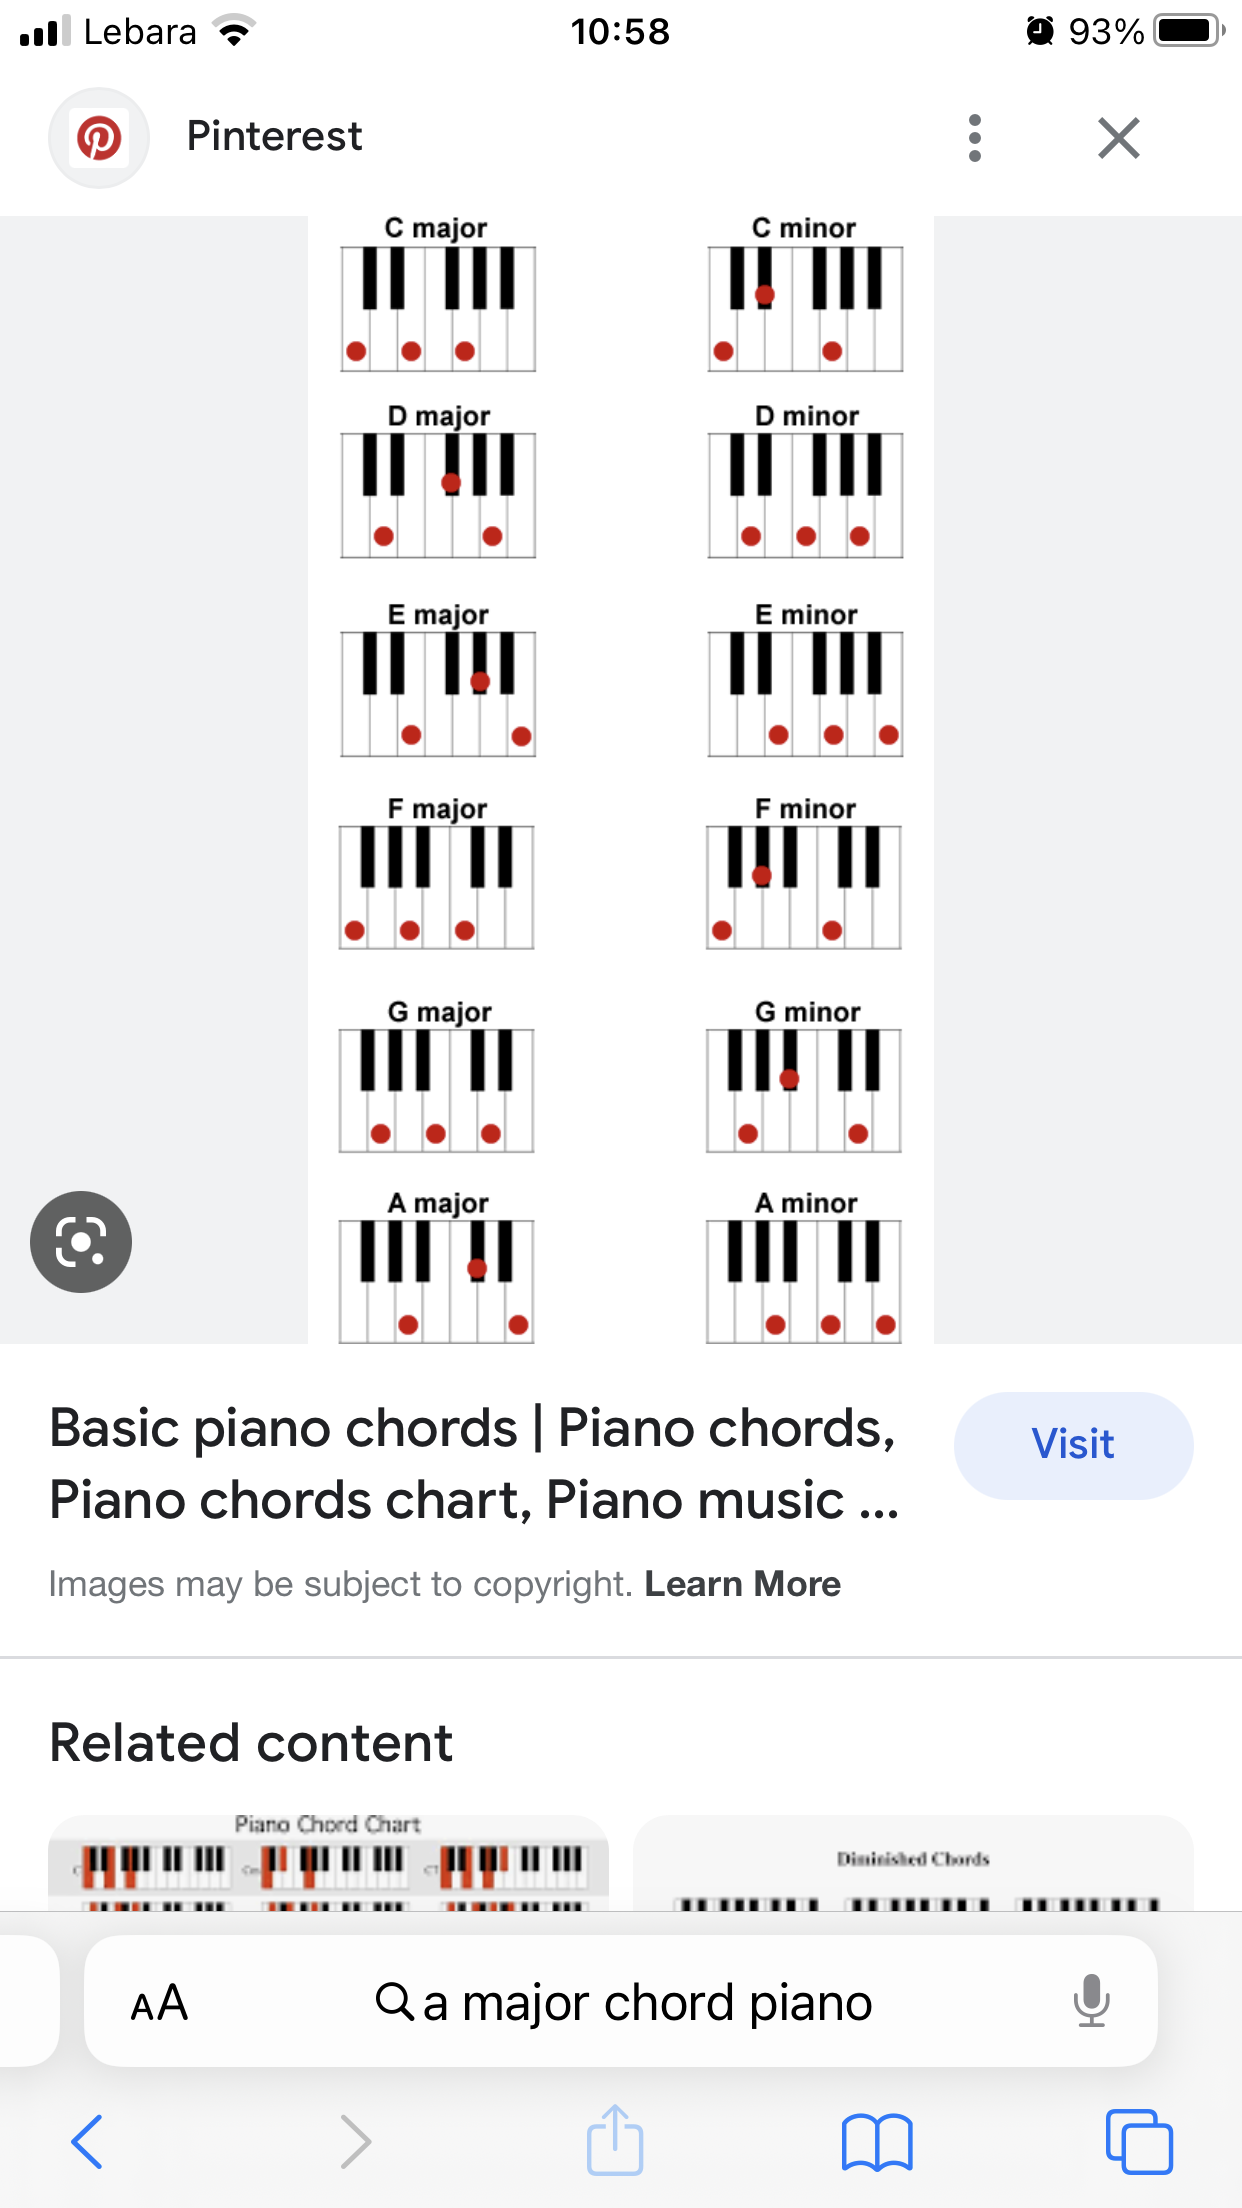 Lebara
10:58
93%
Pinterest
C major
C minor
D major
D minor
E major
E minor
F major
F minor
G major
G minor
A major
A minor
Basic piano chords | Piano chords,
Piano chords chart, Piano music ...
Visit
Images may be subject to copyright. Learn More
Related content
Piano Chord Chart
Diminished Chords
AA
a major chord piano